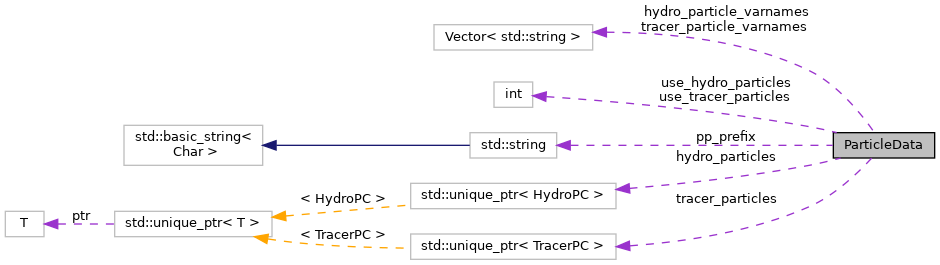 hydro_particle_varnames
tracer_particle_varnames
Vector< std::string >
use_hydro_particles
use_tracer_particles
int
std::basic_string<
Char >
std::string
pp_prefix
ParticleData
hydro_particles
std::unique_ptr< HydroPC >
< HydroPC >
tracer_particles
T
ptr
std::unique_ptr< T >
< TracerPC >
std::unique_ptr< TracerPC >